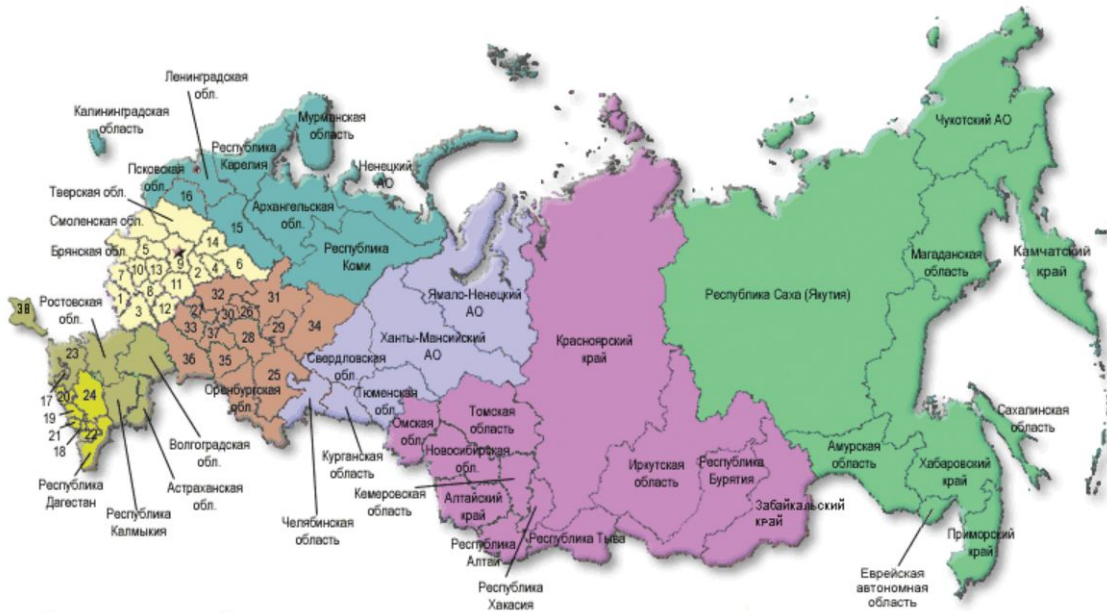 Ленинградская
обл.
Калининградская
область
Мурманская
область
Республика
Карелия
Ненецкий
АО
Псковская
обл.
Тверская обл.
16
Архангельская
обл.
Смоленская обл.
15
14
Брянская обл.
5
9
6
Республика
Коми
7
10
13
2
4
8
11
1
3
12
Ростовская
обл.
38
23
32
31
27
30
26
33
37
29
34
28
36
35
25
Оренбургская
обл.
17
20
24
19
21
22
18
Республика
Дагестан
Волгоградская
обл.
Астраханская
обл.
Республика
Калмыкия
Ямало-Ненецкий
АО
Ханты-Мансийский
АО
Свердловская
обл.
Тюменская
обл.
Курганская
область
Челябинская
область
Омская
обл.
Томская
область
Новосибирская
обл.
Кемеровская
область
Алтайский
край
Республика
Алтай
Республика
Хакасия
Республика Тыва
Красноярский
край
Иркутская
область
Республика
Бурятия
Забайкальский
край
Чукотский АО
Магаданская
область
Камчатский
край
Республика Саха (Якутия)
Сахалинская
область
Амурская
область
Хабаровский
край
Приморский
край
Еврейская
автономная
область